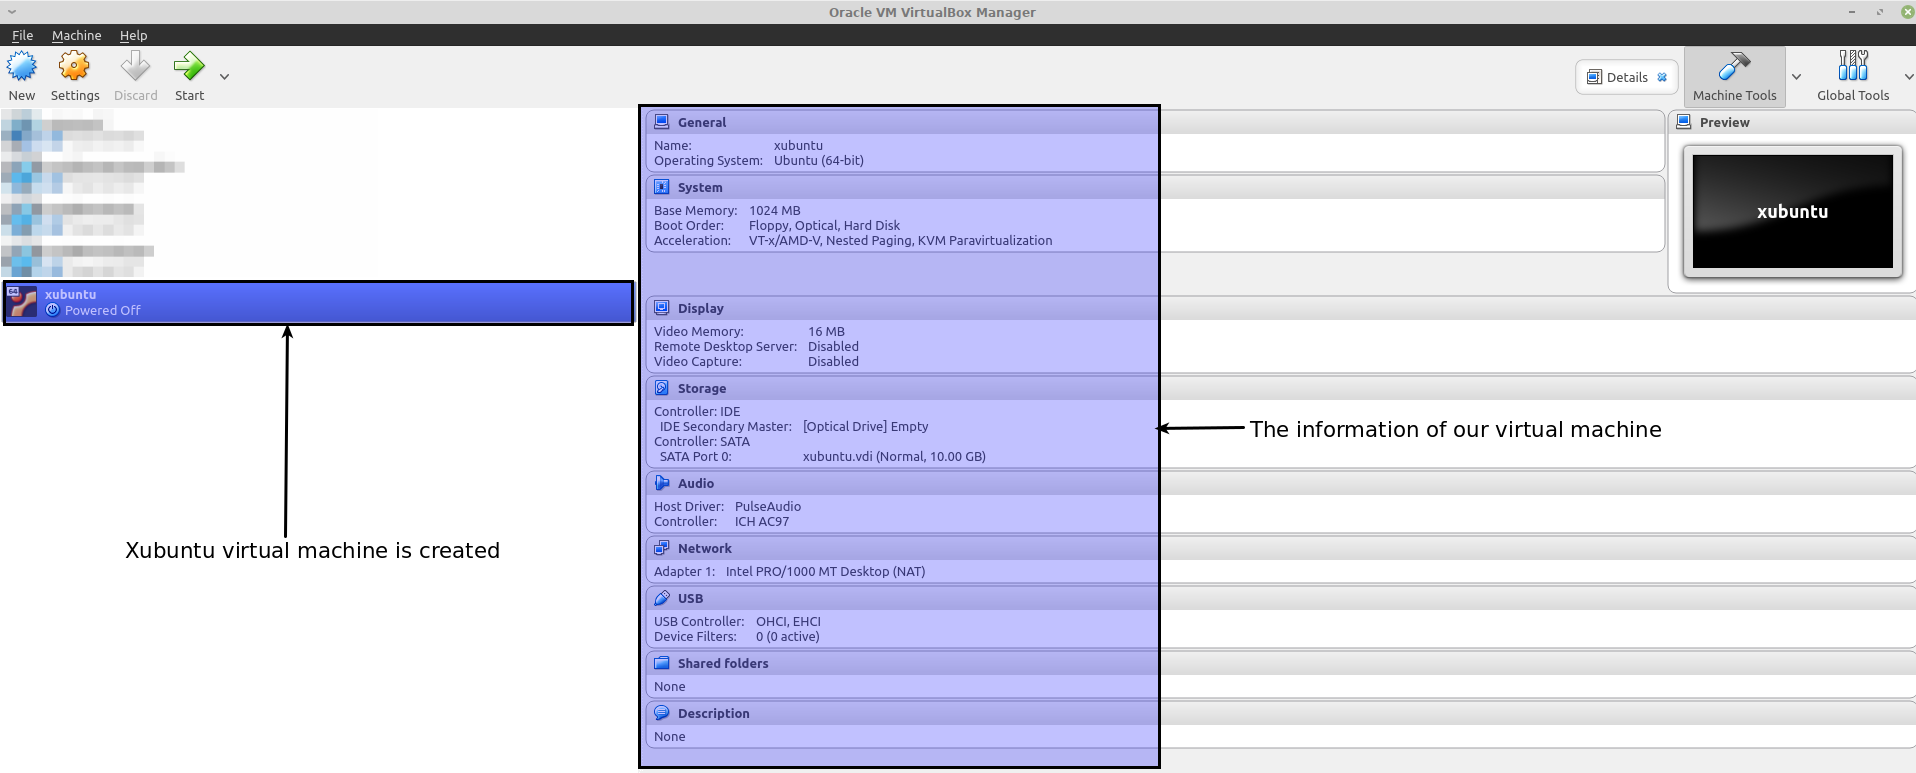 Oracle VM VirtualBox Manager
File Machine Help
New Settings Discard Start
Details Machine Tools Global Tools
General
Name: xubuntu
Operating System: Ubuntu (64-bit)
System
Base Memory: 1024 MB
Boot Order: Floppy, Optical, Hard Disk
Acceleration: VT-x/AMD-V, Nested Paging, KVM Paravirtualization
Preview
xubuntu
64
xubuntu
Powered Off
Xubuntu virtual machine is created
Display
Video Memory: 16 MB
Remote Desktop Server: Disabled
Video Capture: Disabled
Storage
Controller: IDE
IDE Secondary Master: [Optical Drive] Empty
Controller: SATA
SATA Port 0: xubuntu.vdi (Normal, 10.00 GB)
The information of our virtual machine
Audio
Host Driver: PulseAudio
Controller: ICH AC97
Network
Adapter 1: Intel PRO/1000 MT Desktop (NAT)
USB
USB Controller: OHCI, EHCI
Device Filters: 0 (0 active)
Shared folders
None
Description
None